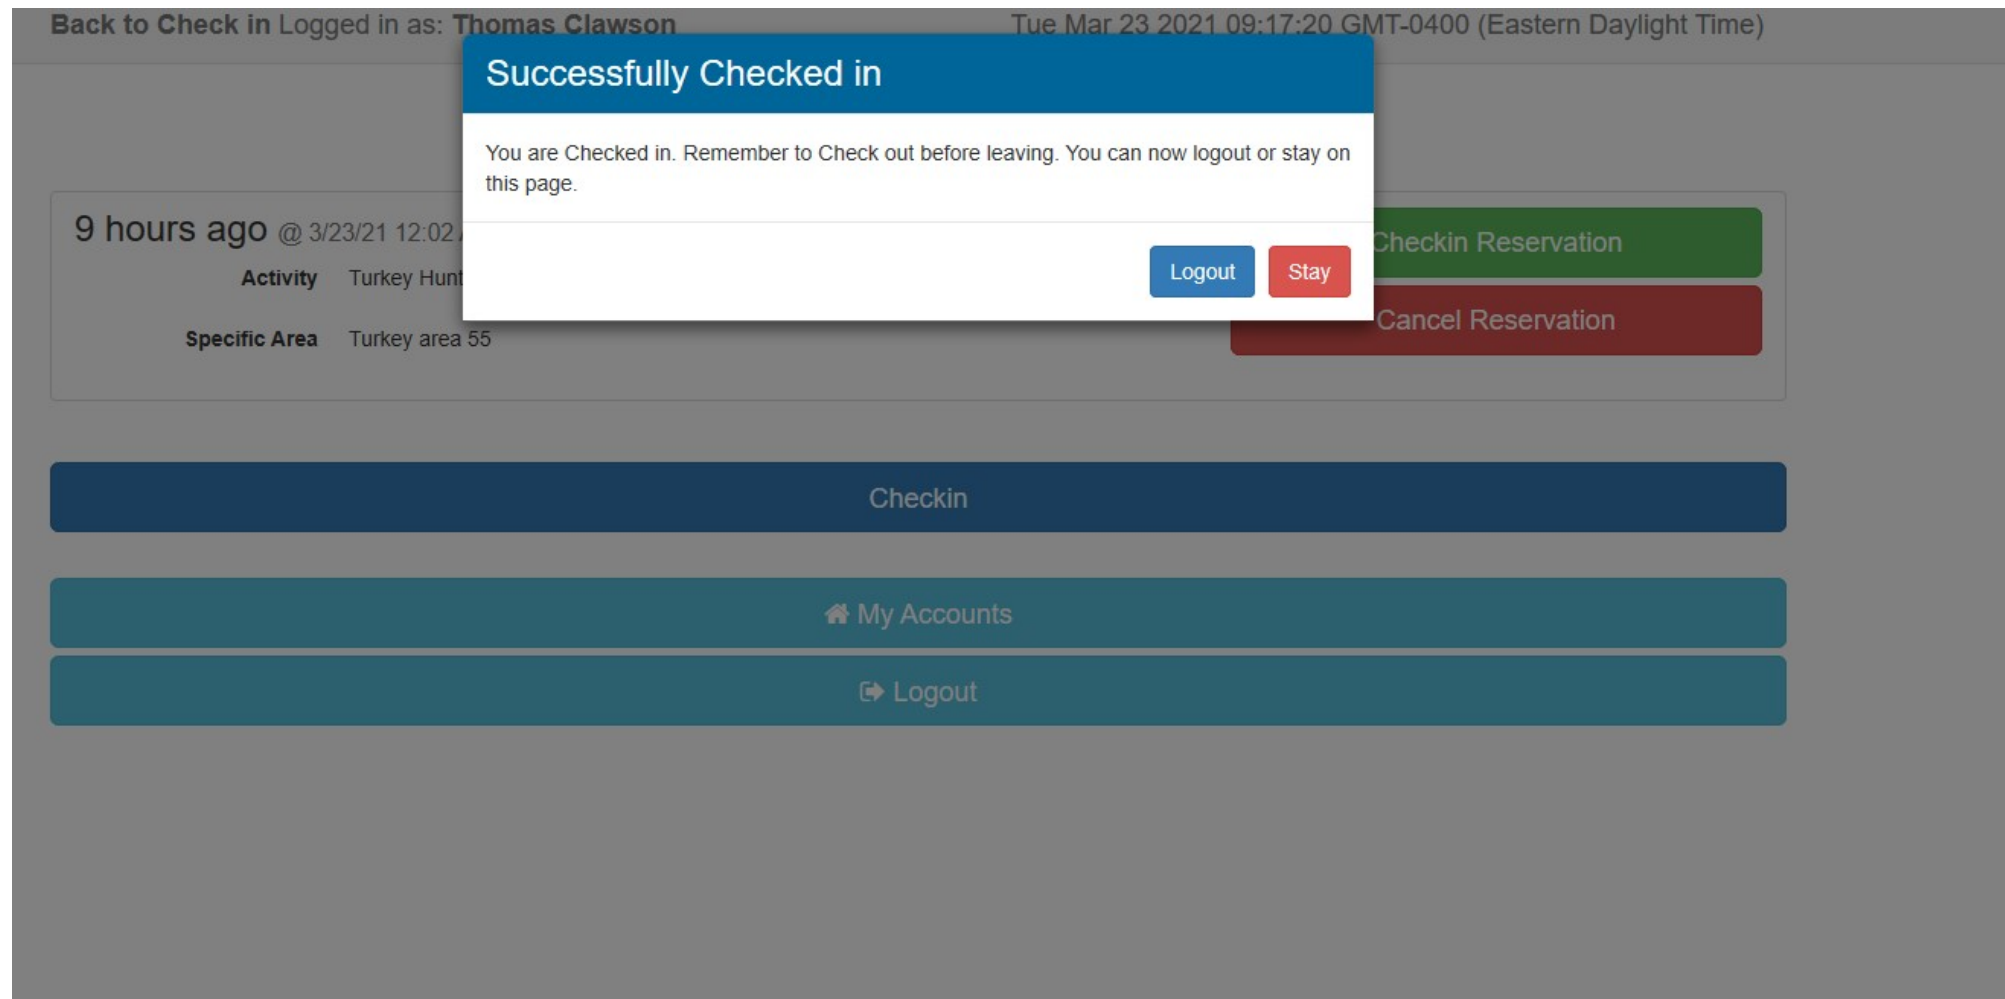 Back to Check in Logged in as: Thomas Clawson Tue Mar 23 2021 09:17:20 GMT-0400 (Eastern Daylight Time)
Successfully Checked in
You are Checked in. Remember to Check out before leaving. You can now logout or stay on
this page.
Logout Stay
9 hours ago @ 3/23/21 12:02
Activity Turkey Hunt
Specific Area Turkey area 55
Checkin Reservation
Cancel Reservation
Checkin
My Accounts
Logout